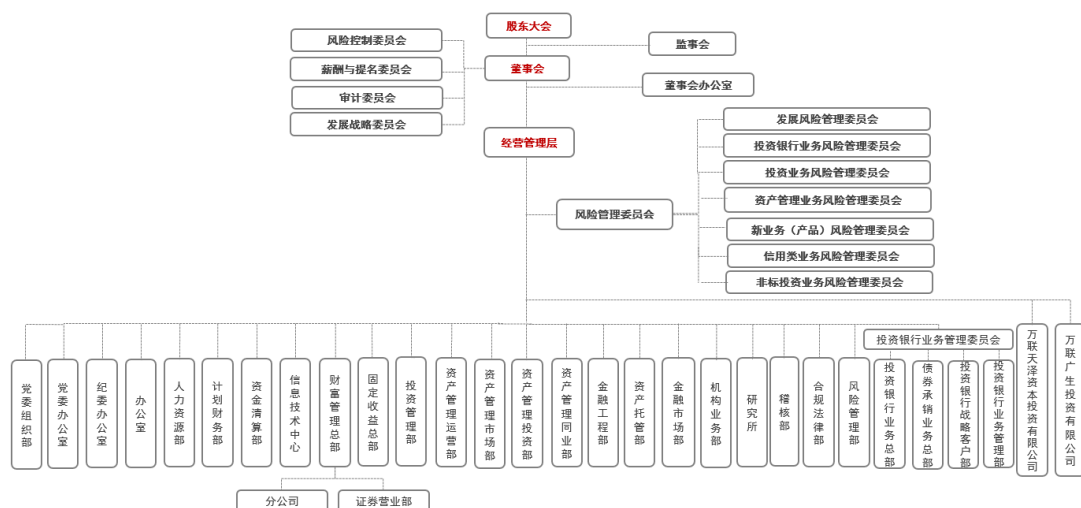 股东大会
风险控制委员会
监事会
薪酬与提名委员会
董事会
董事会办公室
审计委员会
发展战略委员会
经营管理层
发展风险管理委员会
投资银行业务风险管理委员会
投资业务风险管理委员会
资产管理业务风险管理委员会
风险管理委员会
新业务（产品）风险管理委员会
信用类业务风险管理委员会
非标投资业务风险管理委员会
党委组织部
党委办公室
纪委办公室
办公室
人力资源部
计划财务部
资金清算部
信息技术中心
财富管理总部
固定收益总部
投资管理部
资产管理运营部
资产管理市场部
资产管理投资部
资产管理同业部
金融工程部
资产托管部
金融市场部
机构业务部
研究所
稽核部
合规法律部
风险管理部
投资银行业务管理委员会
投资银行业务总部
债券承销业务总部
投资银行战略客户部
投资银行业务管理部
万联天泽资本投资有限公司
万联广生投资有限公司
分公司
证券营业部